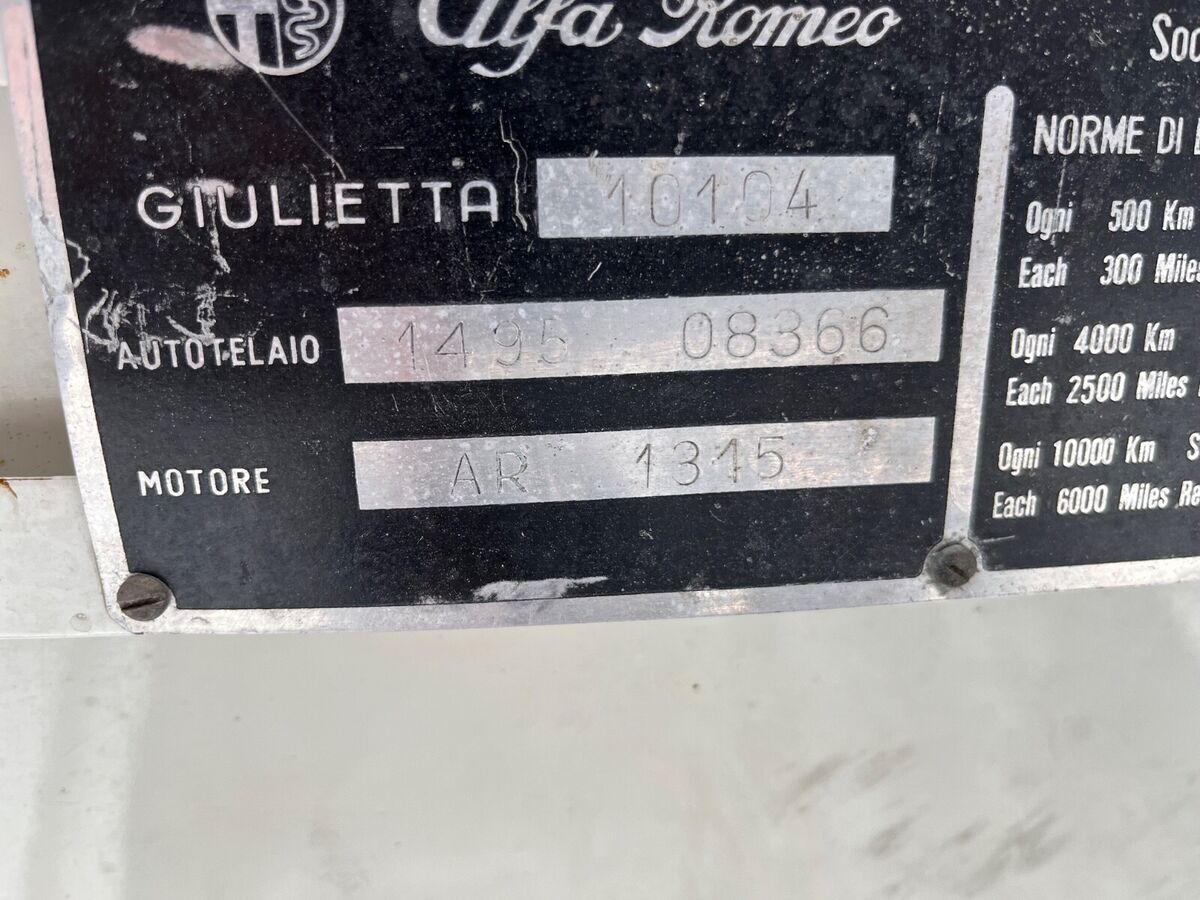 Alfa Romeo
Soc
GIULIETTA 10104
AUTOTELAIO 1495 08366
MOTORE AR 1315
NORME DI
Ogni 500 Km
Each 300 Miles
Ogni 4000 Km
Each 2500 Miles
Ogni 10000 Km S
Each 6000 Miles Re